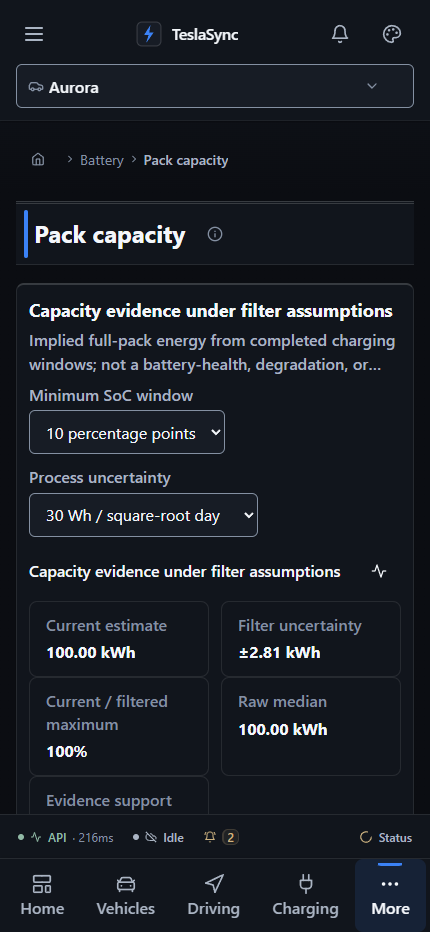 TeslaSync
Aurora
Battery
Pack capacity
Pack capacity
Capacity evidence under filter assumptions
Implied full-pack energy from completed charging
windows; not a battery-health, degradation, or...
Minimum SoC window
10 percentage points
Process uncertainty
30 Wh / square-root day
Capacity evidence under filter assumptions
Current estimate
100.00 kWh
Filter uncertainty
±2.81 kWh
Current / filtered
maximum
100%
Raw median
100.00 kWh
Evidence support
API · 216ms
Idle
2
Status
Home
Vehicles
Driving
Charging
More